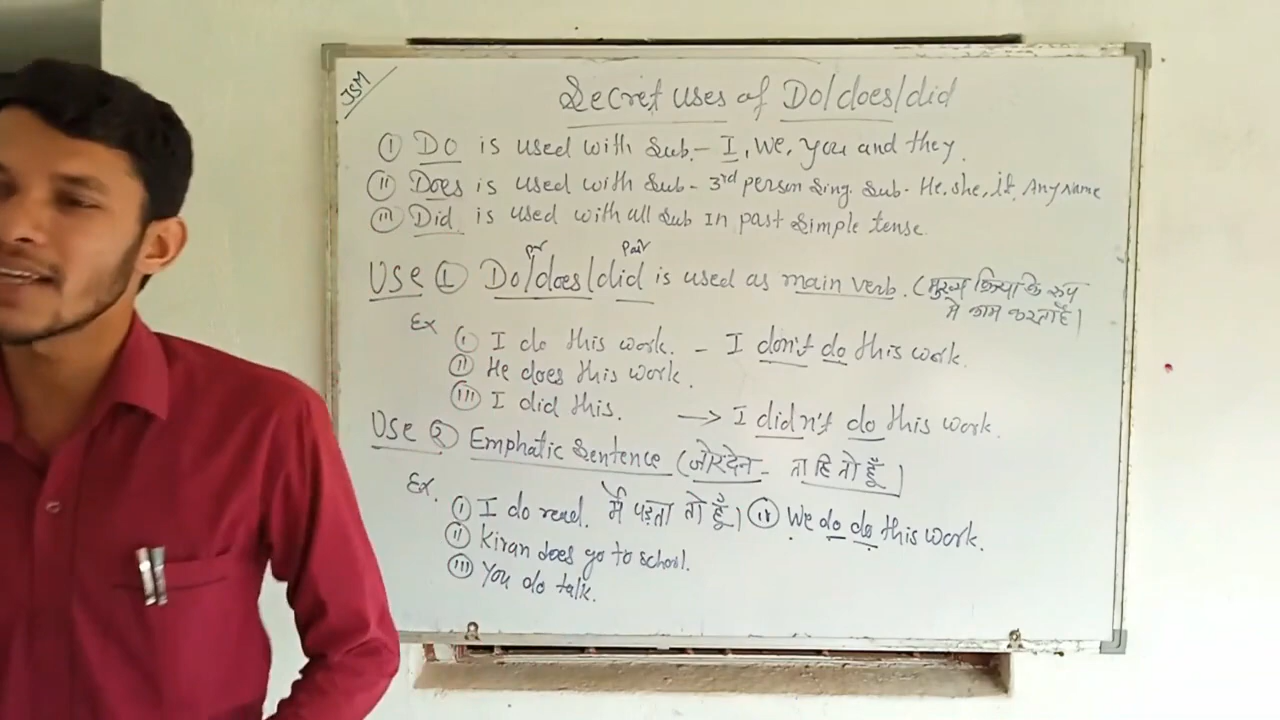 JSM
Secret uses of Do/does/did
(I) Do is used with Sub.- I, We, you and they.
(II) Does is used with Sub - 3rd person Sing. Sub - He, she, it, Any name
(III) Did is used with all Sub In past Simple tense.
Past
Use (1) Do/does/did is used as main verb. (मुख्य क्रिया के रूप
में काम करता है।)
Ex
(I) I do this work. - I don't do this work.
(II) He does this work.
(III) I did this. → I didn't do this work.
Use (2) Emphatic Sentence (जोर देन - ता हि तो हूँ)
Ex.
(I) I do read. मैं पड़ता तो हूँ। (IV) We do do this work.
(II) Kiran does go to school.
(III) You do talk.